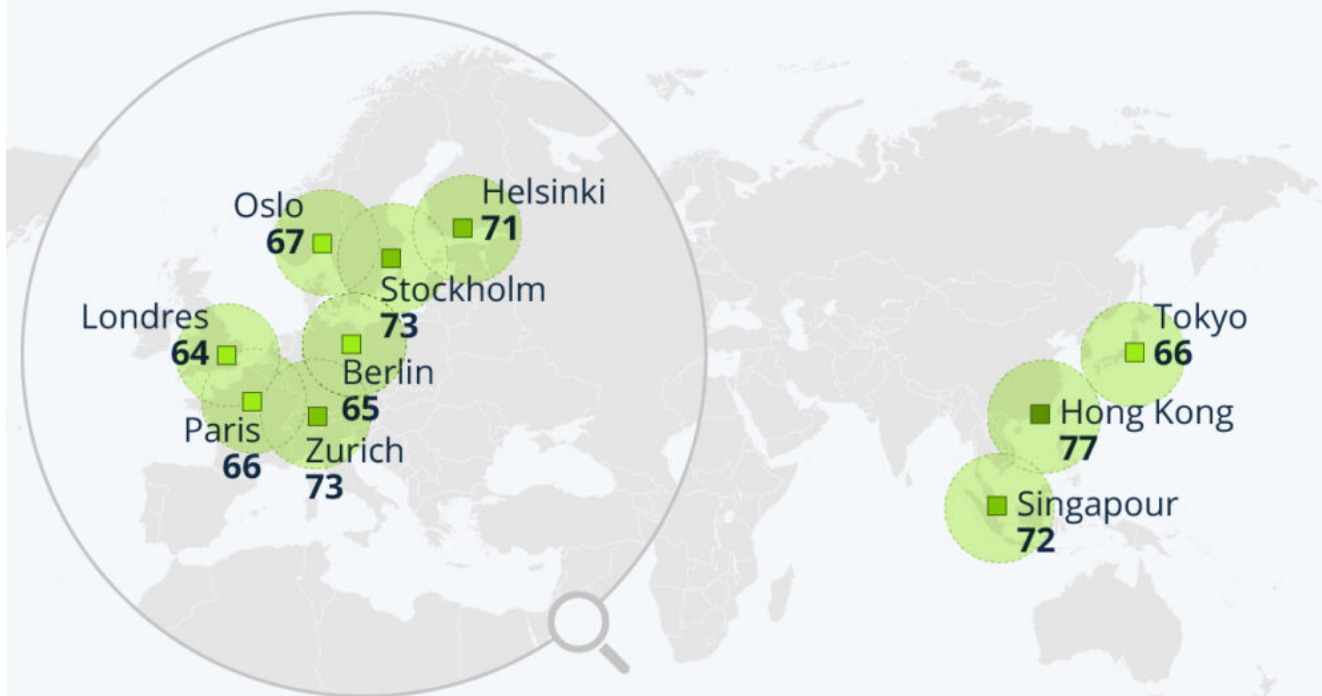 Oslo
67
Helsinki
71
Stockholm
73
Londres
64
Berlin
65
Paris
66
Zurich
73
Tokyo
66
Hong Kong
77
Singapour
72